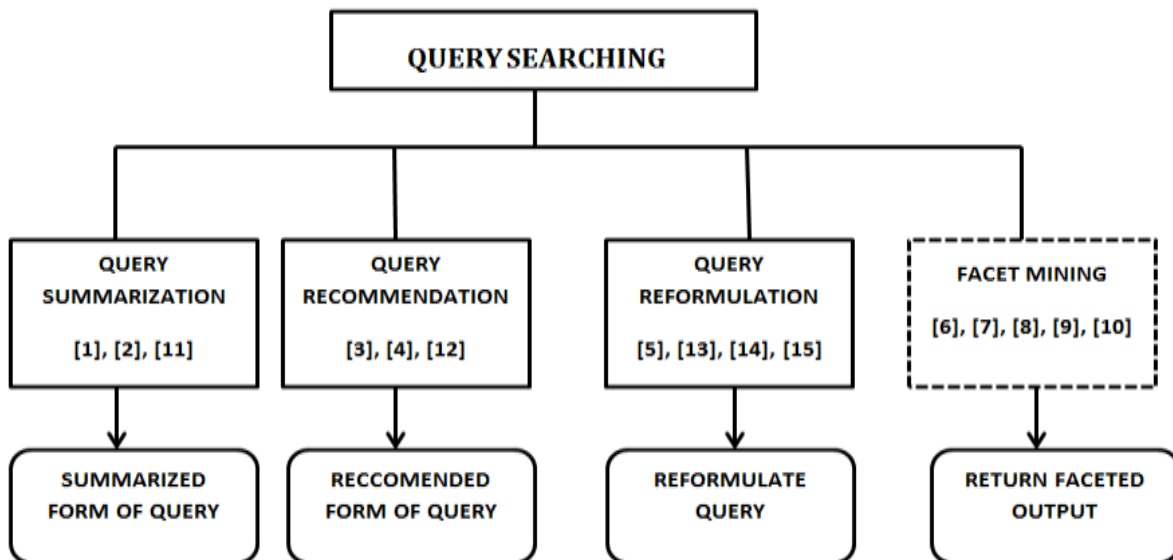 QUERY SEARCHING
QUERY
SUMMARIZATION
[1], [2], [11]
QUERY
RECOMMENDATION
[3], [4], [12]
QUERY
REFORMULATION
[5], [13], [14], [15]
FACET MINING
[6], [7], [8], [9], [10]
SUMMARIZED
FORM OF QUERY
RECCOMENDED
FORM OF QUERY
REFORMULATE
QUERY
RETURN FACETED
OUTPUT